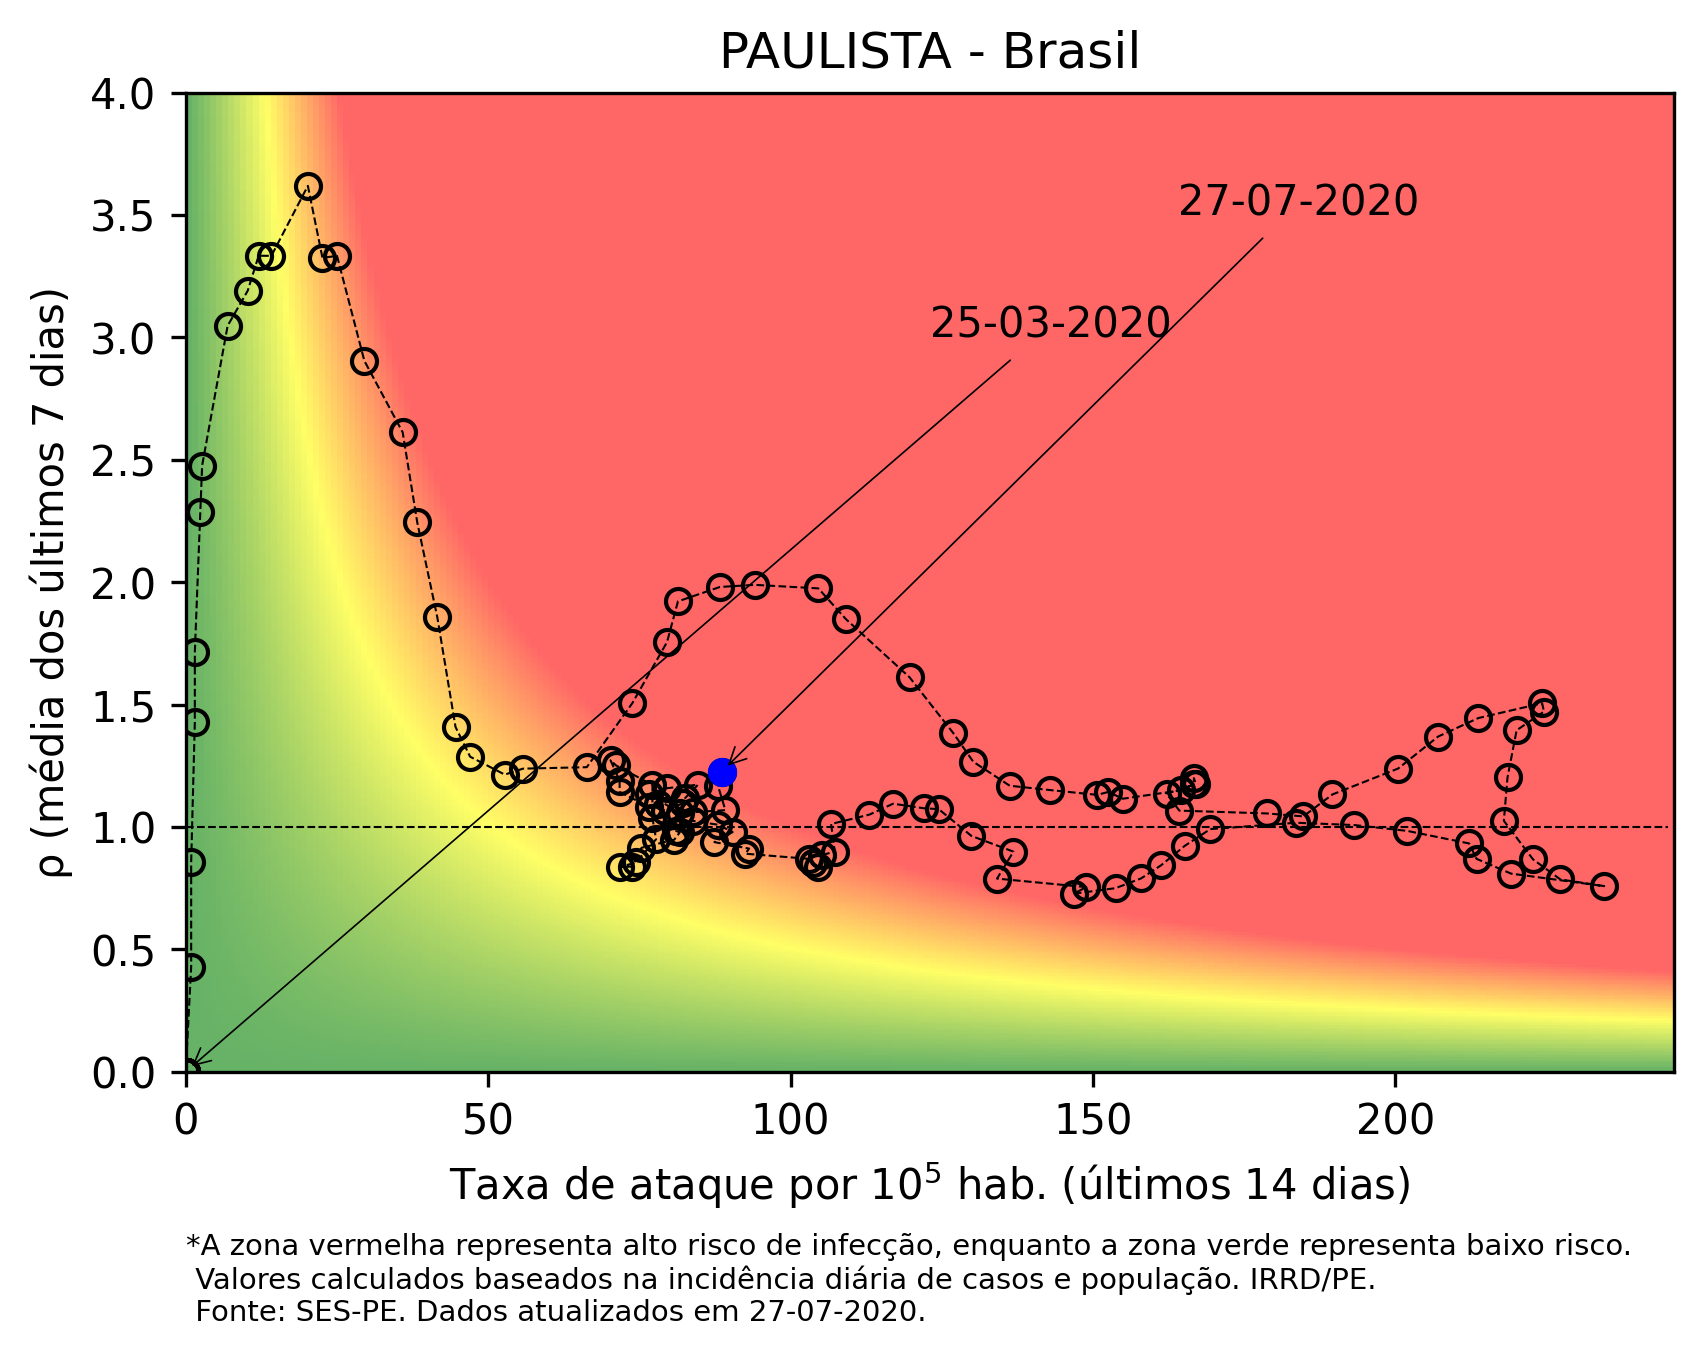 PAULISTA - Brasil
4.0
3.5
3.0
2.5
2.0
1.5
1.0
0.5
0.0
ρ (média dos últimos 7 dias)
27-07-2020
25-03-2020
0
50
100
150
200
Taxa de ataque por 10⁵ hab. (últimos 14 dias)
*A zona vermelha representa alto risco de infecção, enquanto a zona verde representa baixo risco.
Valores calculados baseados na incidência diária de casos e população. IRRD/PE.
Fonte: SES-PE. Dados atualizados em 27-07-2020.